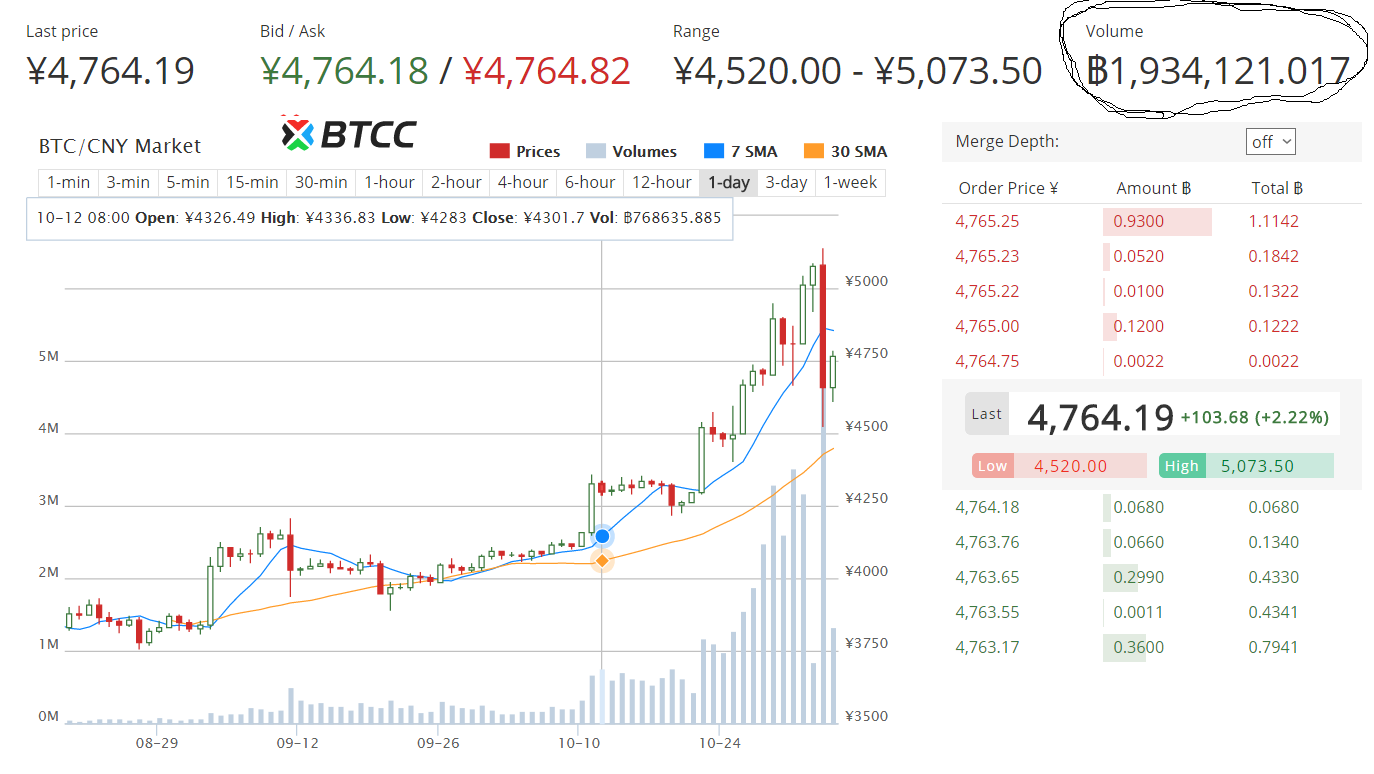 Last price Bid / Ask Range Volume
¥4,764.19 ¥4,764.18 / ¥4,764.82 ¥4,520.00 - ¥5,073.50 ฿1,934,121.017
BTC/CNY Market BTCC
Prices Volumes 7 SMA 30 SMA
1-min 3-min 5-min 15-min 30-min 1-hour 2-hour 4-hour 6-hour 12-hour 1-day 3-day 1-week
10-12 08:00 Open: ¥4326.49 High: ¥4336.83 Low: ¥4283 Close: ¥4301.7 Vol: ฿768635.885
¥5000
5M ¥4750
4M ¥4500
3M ¥4250
2M ¥4000
1M ¥3750
0M ¥3500
08-29 09-12 09-26 10-10 10-24
Merge Depth: off
Order Price ¥ Amount ฿ Total ฿
4,765.25 0.9300 1.1142
4,765.23 0.0520 0.1842
4,765.22 0.0100 0.1322
4,765.00 0.1200 0.1222
4,764.75 0.0022 0.0022
Last 4,764.19 +103.68 (+2.22%)
Low 4,520.00 High 5,073.50
4,764.18 0.0680 0.0680
4,763.76 0.0660 0.1340
4,763.65 0.2990 0.4330
4,763.55 0.0011 0.4341
4,763.17 0.3600 0.7941